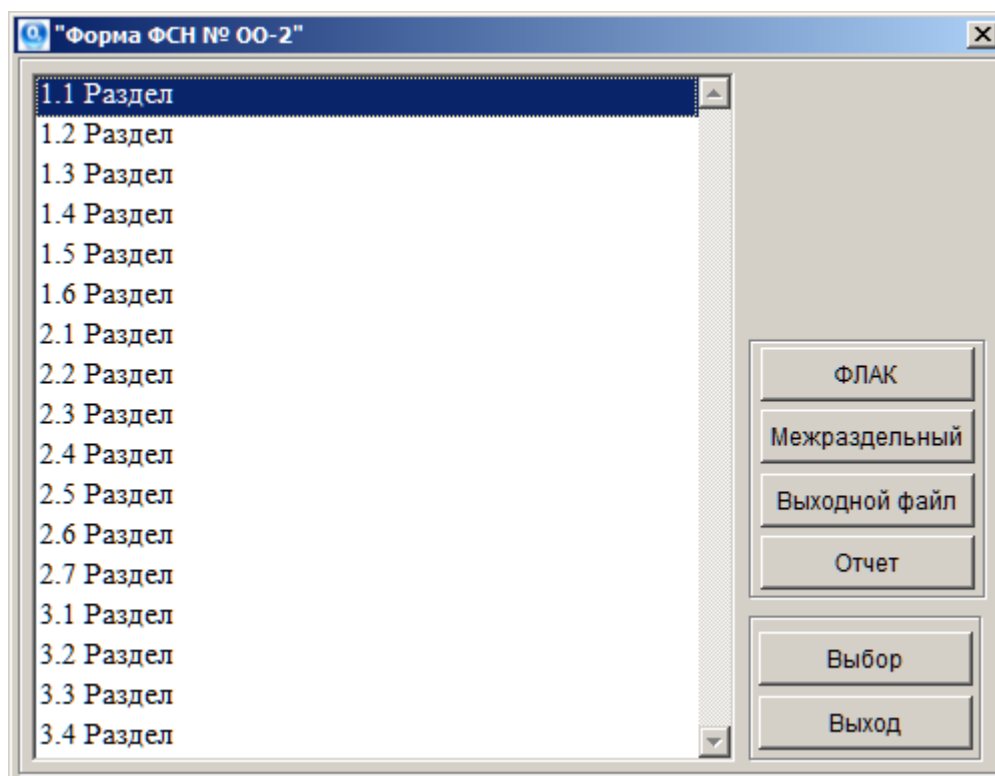 "Форма ФСН № ОО-2"
1.1 Раздел
1.2 Раздел
1.3 Раздел
1.4 Раздел
1.5 Раздел
1.6 Раздел
2.1 Раздел
2.2 Раздел
2.3 Раздел
2.4 Раздел
2.5 Раздел
2.6 Раздел
2.7 Раздел
3.1 Раздел
3.2 Раздел
3.3 Раздел
3.4 Раздел
ФЛАК
Межраздельный
Выходной файл
Отчет
Выбор
Выход